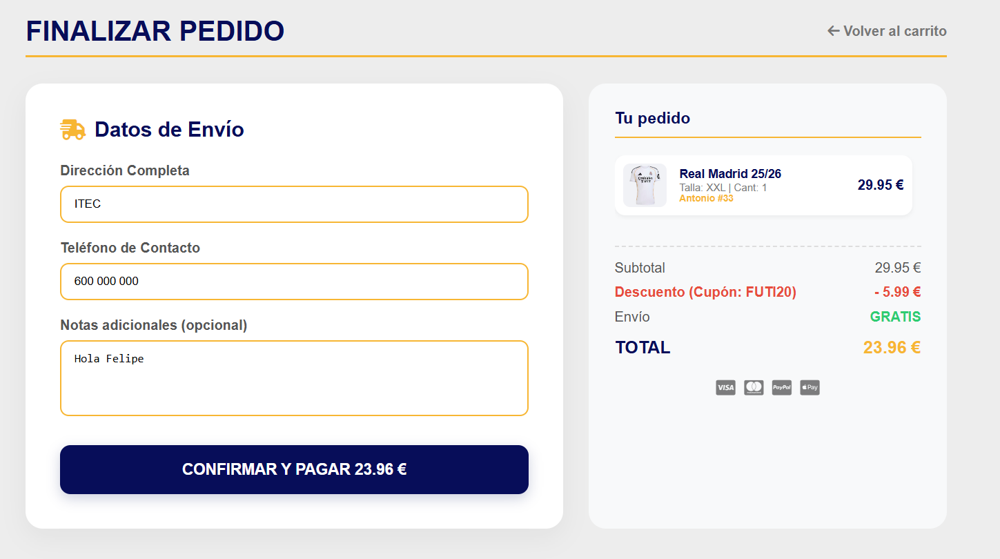 FINALIZAR PEDIDO
Volver al carrito
Datos de Envío
Dirección Completa
ITEC
Teléfono de Contacto
600 000 000
Notas adicionales (opcional)
Hola Felipe
CONFIRMAR Y PAGAR 23.96 €
Tu pedido
Real Madrid 25/26
29.95 €
Talla: XXL | Cant: 1
Antonio #33
Subtotal 29.95 €
Descuento (Cupón: FUTI20) - 5.99 €
Envío GRATIS
TOTAL 23.96 €
VISA PayPal Pay